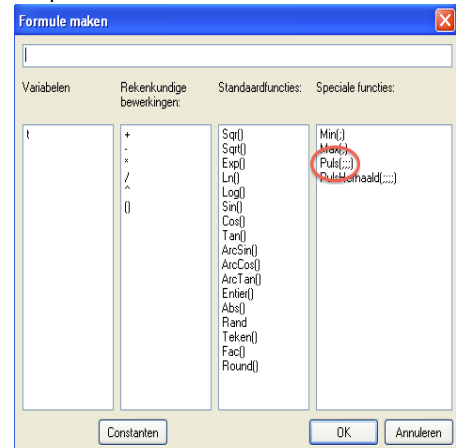 Formule maken
Variabelen
Rekenkundige
bewerkingen:
Standaardfuncties:
Speciale functies:
t
+
-
×
/
^
()
Sqr()
Sqrt()
Exp()
Ln()
Log()
Sin()
Cos()
Tan()
ArcSin()
ArcCos()
ArcTan()
Entier()
Abs()
Rand
Teken()
Fac()
Round()
Min(;)
Max(;)
Puls(;;;)
PulsHerhaald(;;;;)
Constanten
OK
Annuleren